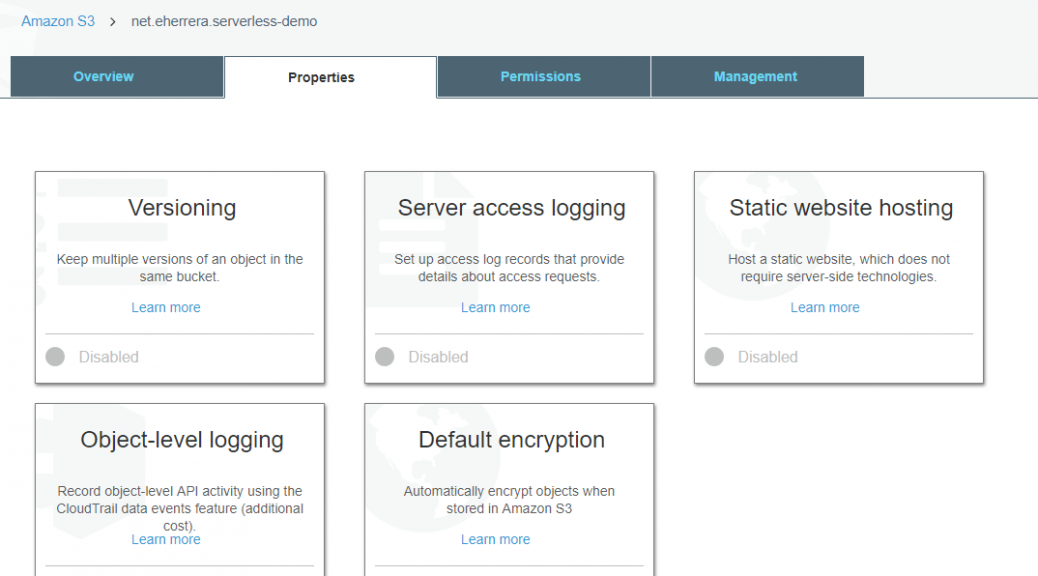 Amazon S3 > net.eherrera.serverless-demo
Overview Properties Permissions Management
Versioning
Keep multiple versions of an object in the
same bucket.
Learn more
Disabled
Server access logging
Set up access log records that provide
details about access requests.
Learn more
Disabled
Static website hosting
Host a static website, which does not
require server-side technologies.
Learn more
Disabled
Object-level logging
Record object-level API activity using the
CloudTrail data events feature (additional
cost).
Learn more
Default encryption
Automatically encrypt objects when
stored in Amazon S3
Learn more